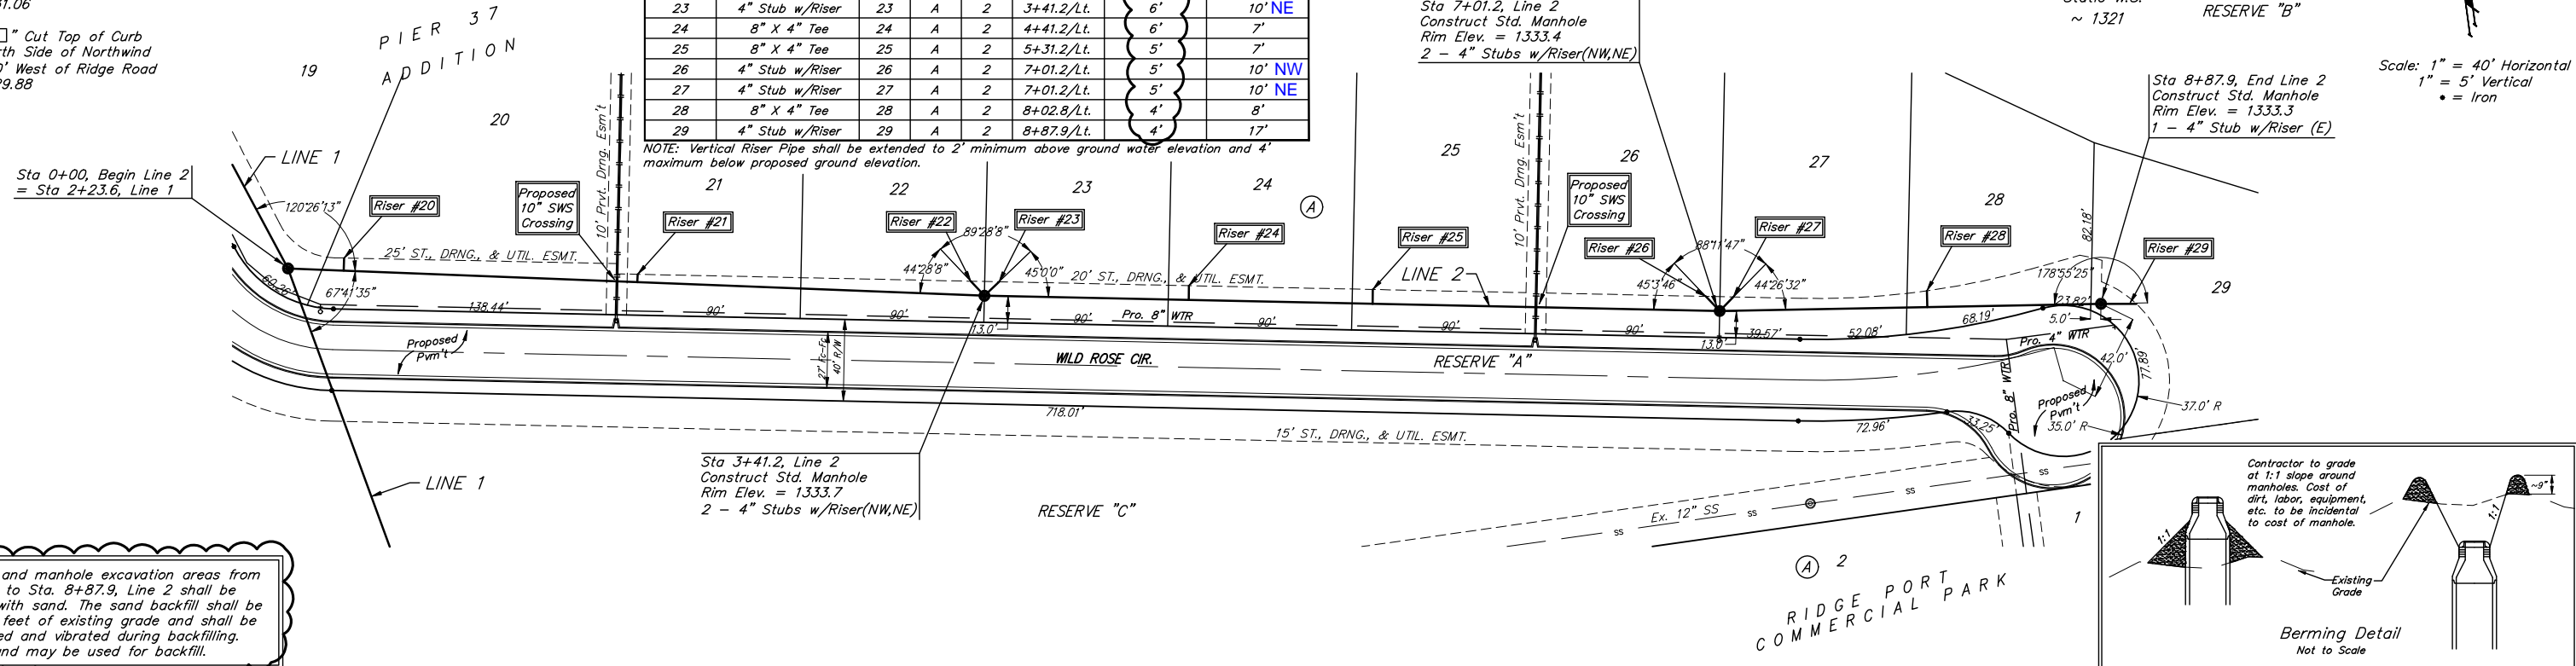 31.06
" Cut Top of Curb
North Side of Northwind
0' West of Ridge Road
29.88
PIER 37
ADDITION
19
20
23 4" Stub w/Riser 23 A 2 3+41.2/Lt. 6' 10' NE
24 8" X 4" Tee 24 A 2 4+41.2/Lt. 6' 7'
25 8" X 4" Tee 25 A 2 5+31.2/Lt. 5' 7'
26 4" Stub w/Riser 26 A 2 7+01.2/Lt. 5' 10' NW
27 4" Stub w/Riser 27 A 2 7+01.2/Lt. 5' 10' NE
28 8" X 4" Tee 28 A 2 8+02.8/Lt. 4' 8'
29 4" Stub w/Riser 29 A 2 8+87.9/Lt. 4' 17'
NOTE: Vertical Riser Pipe shall be extended to 2' minimum above ground water elevation and 4'
maximum below proposed ground elevation.
Sta 7+01.2, Line 2
Construct Std. Manhole
Rim Elev. = 1333.4
2 - 4" Stubs w/Riser(NW,NE)
Static W.S.
~ 1321
RESERVE "B"
Scale: 1" = 40' Horizontal
1" = 5' Vertical
• = Iron
Sta 8+87.9, End Line 2
Construct Std. Manhole
Rim Elev. = 1333.3
1 - 4" Stub w/Riser (E)
LINE 1
Sta 0+00, Begin Line 2
= Sta 2+23.6, Line 1
120°26'13"
Riser #20
Proposed
10" SWS
Crossing
10' Prvt. Drng. Esm't
21
Riser #21
22
Riser #22
Riser #23
23
24
Riser #24
A
25
Riser #25
10' Prvt. Drng. Esm't
Proposed
10" SWS
Crossing
26
Riser #26
Riser #27
27
28
Riser #28
82.18'
Riser #29
29
25' ST., DRNG., & UTIL. ESMT.
20' ST., DRNG., & UTIL. ESMT.
LINE 2
89°28'8"
44°28'8"
45°0'0"
88°11'47"
45°3'46"
44°26'32"
178°55'25"
67°41'35"
60.26'
138.44'
90'
90'
90'
90'
90'
90'
Pro. 8" WTR
13.0'
13.0'
39.57'
52.08'
68.19'
23.82'
5.0'
Pro. 4" WTR
42.0'
77.89'
Proposed
Pvm't
27' Fc-Fc
40' R/W
WILD ROSE CIR.
RESERVE "A"
Pro. 8" WTR
Proposed
Pvm't
37.0' R
35.0' R
718.01'
72.96'
33.25'
15' ST., DRNG., & UTIL. ESMT.
LINE 1
Sta 3+41.2, Line 2
Construct Std. Manhole
Rim Elev. = 1333.7
2 - 4" Stubs w/Riser(NW,NE)
RESERVE "C"
Ex. 12" SS
SS
SS
SS
SS
1
A 2
RIDGE PORT
COMMERCIAL PARK
Contractor to grade
at 1:1 slope around
manholes. Cost of
dirt, labor, equipment,
etc. to be incidental
to cost of manhole.
~9"
1:1
1:1
Existing
Grade
Berming Detail
Not to Scale
and manhole excavation areas from
to Sta. 8+87.9, Line 2 shall be
with sand. The sand backfill shall be
feet of existing grade and shall be
ed and vibrated during backfilling.
and may be used for backfill.